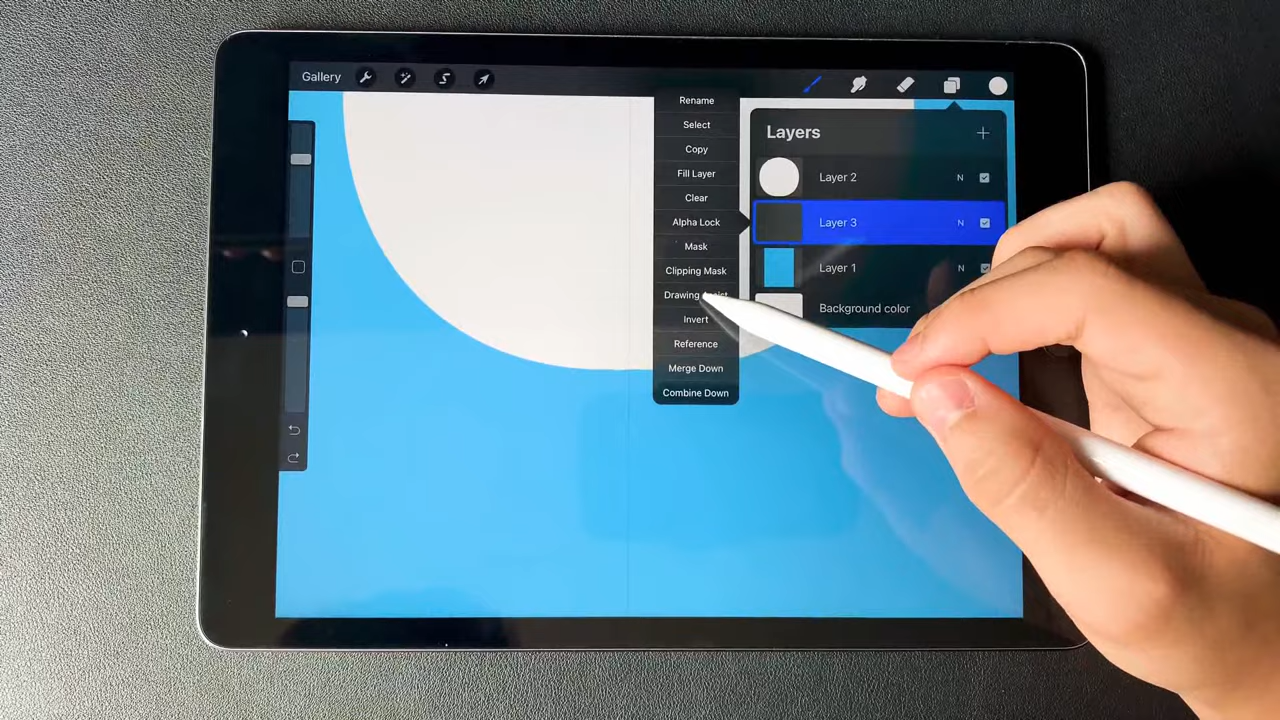 Gallery
Rename
Select
Copy
Fill Layer
Clear
Alpha Lock
Mask
Clipping Mask
Drawing Assist
Invert
Reference
Merge Down
Combine Down
Layers
Layer 2 N
Layer 3 N
Layer 1 N
Background color